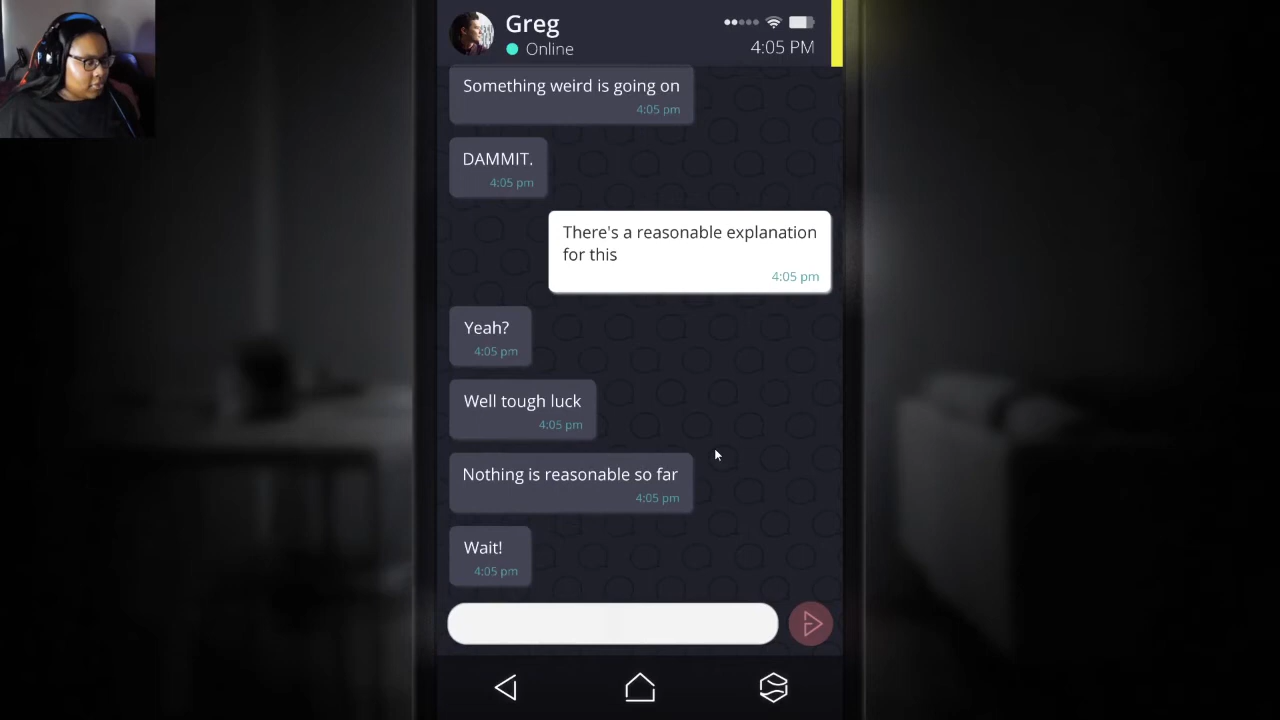 Greg
Online
4:05 PM
Something weird is going on
4:05 pm
DAMMIT.
4:05 pm
There's a reasonable explanation
for this
4:05 pm
Yeah?
4:05 pm
Well tough luck
4:05 pm
Nothing is reasonable so far
4:05 pm
Wait!
4:05 pm